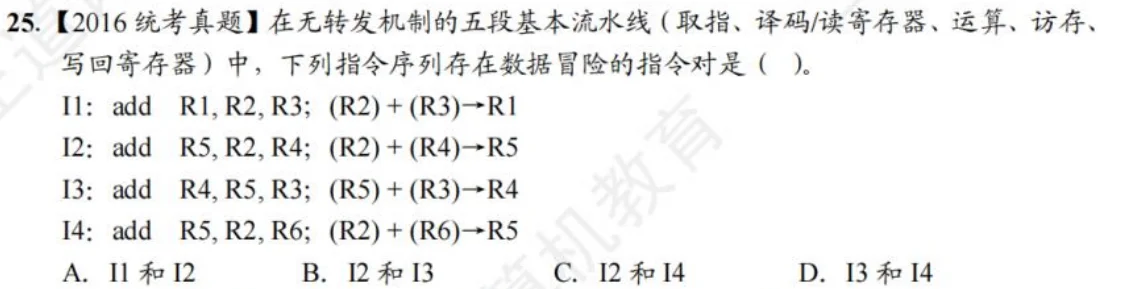 25.【2016 统考真题】在无转发机制的五段基本流水线（取指、译码/读寄存器、运算、访存、
写回寄存器）中，下列指令序列存在数据冒险的指令对是（ ）。
I1: add R1, R2, R3; (R2) + (R3)→R1
I2: add R5, R2, R4; (R2) + (R4)→R5
I3: add R4, R5, R3; (R5) + (R3)→R4
I4: add R5, R2, R6; (R2) + (R6)→R5
A. I1 和 I2 B. I2 和 I3 C. I2 和 I4 D. I3 和 I4
算机教育